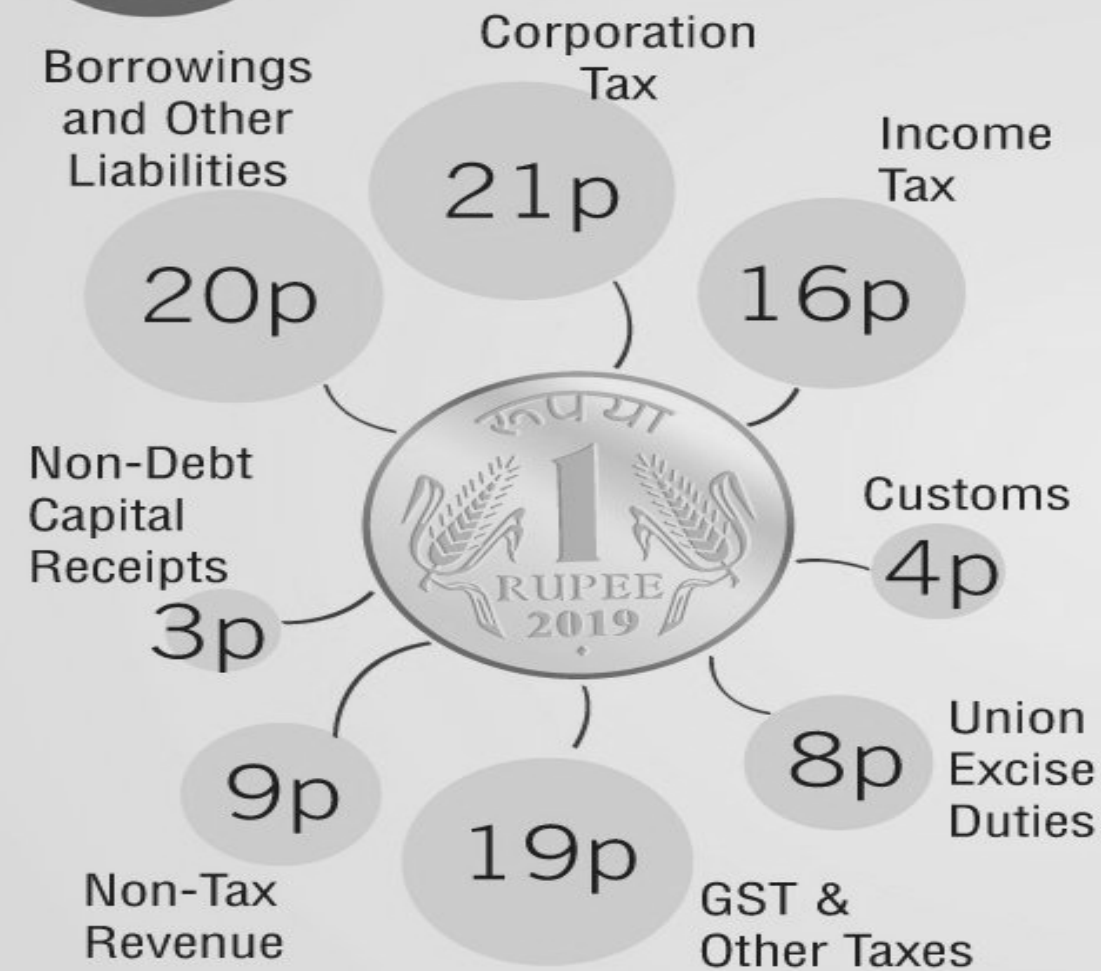 Corporation
Tax
21p
Income
Tax
16p
Customs
4p
Union
Excise
Duties
8p
GST &
Other Taxes
19p
Non-Tax
Revenue
9p
Non-Debt
Capital
Receipts
3p
Borrowings
and Other
Liabilities
20p
रूपया
1
RUPEE
2019